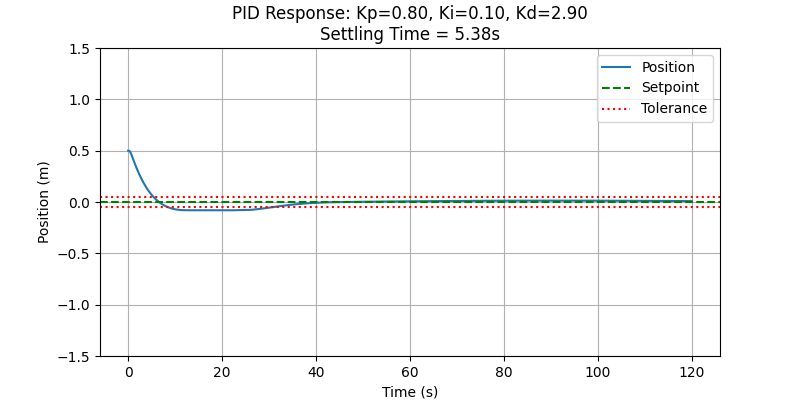 PID Response: Kp=0.80, Ki=0.10, Kd=2.90
Settling Time = 5.38s
Position
Setpoint
Tolerance
1.5
1.0
0.5
0.0
−0.5
−1.0
−1.5
Position (m)
0
20
40
60
80
100
120
Time (s)